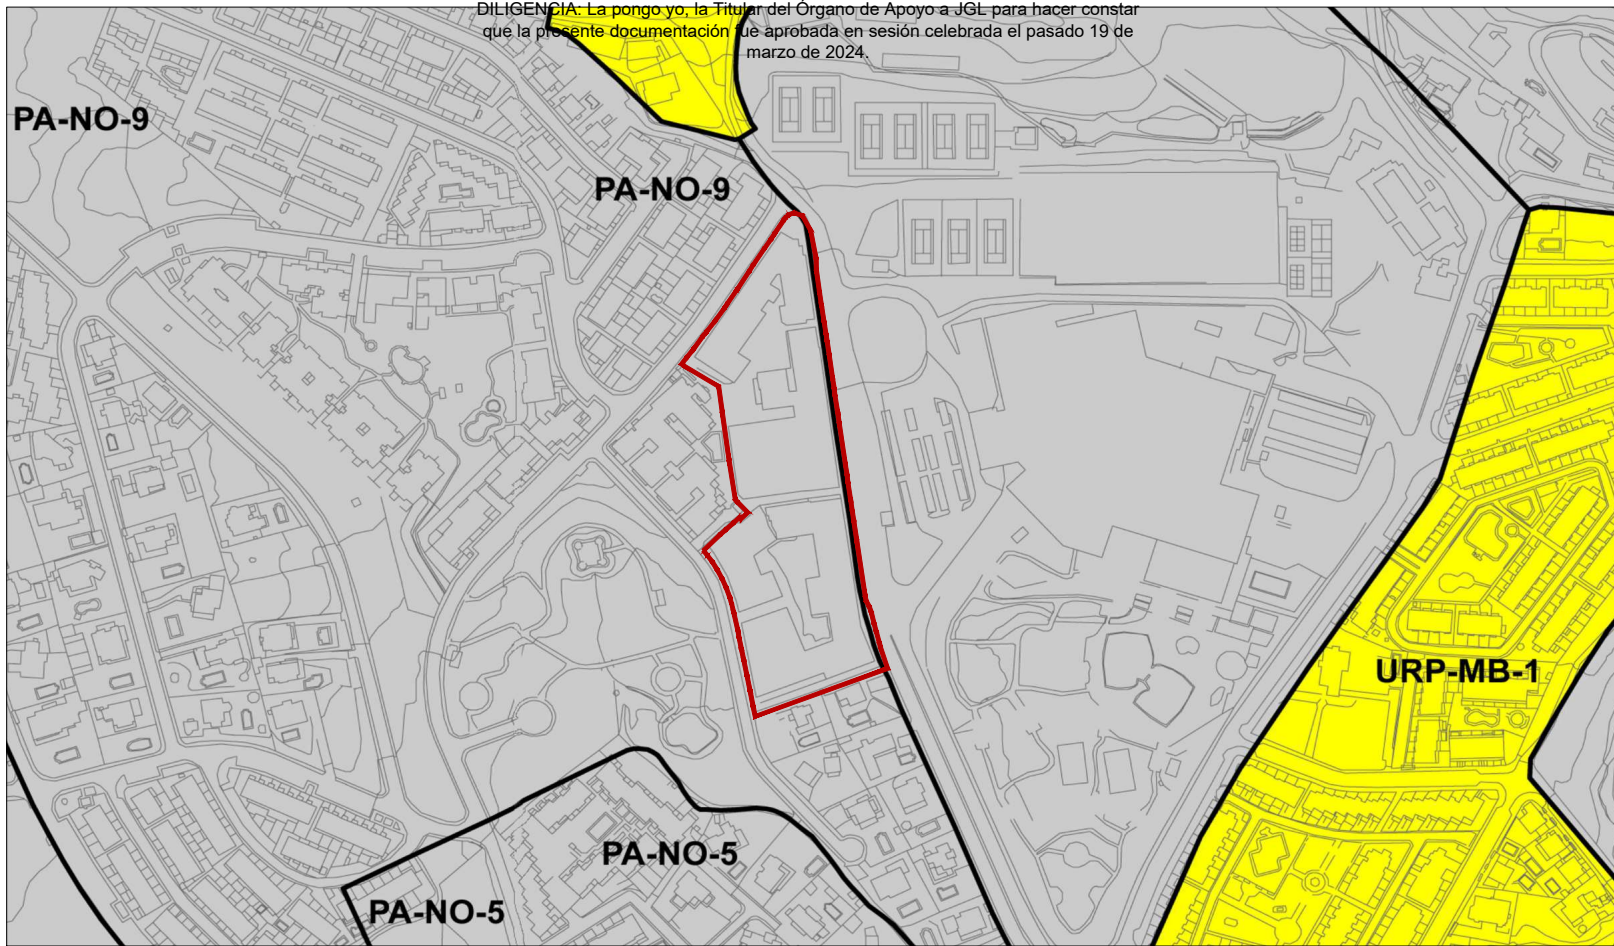 DILIGENCIA: La pongo yo, la Titular del Órgano de Apoyo a JGL para hacer constar
que la presente documentación fue aprobada en sesión celebrada el pasado 19 de
marzo de 2024.
PA-NO-9
PA-NO-9
URP-MB-1
PA-NO-5
PA-NO-5